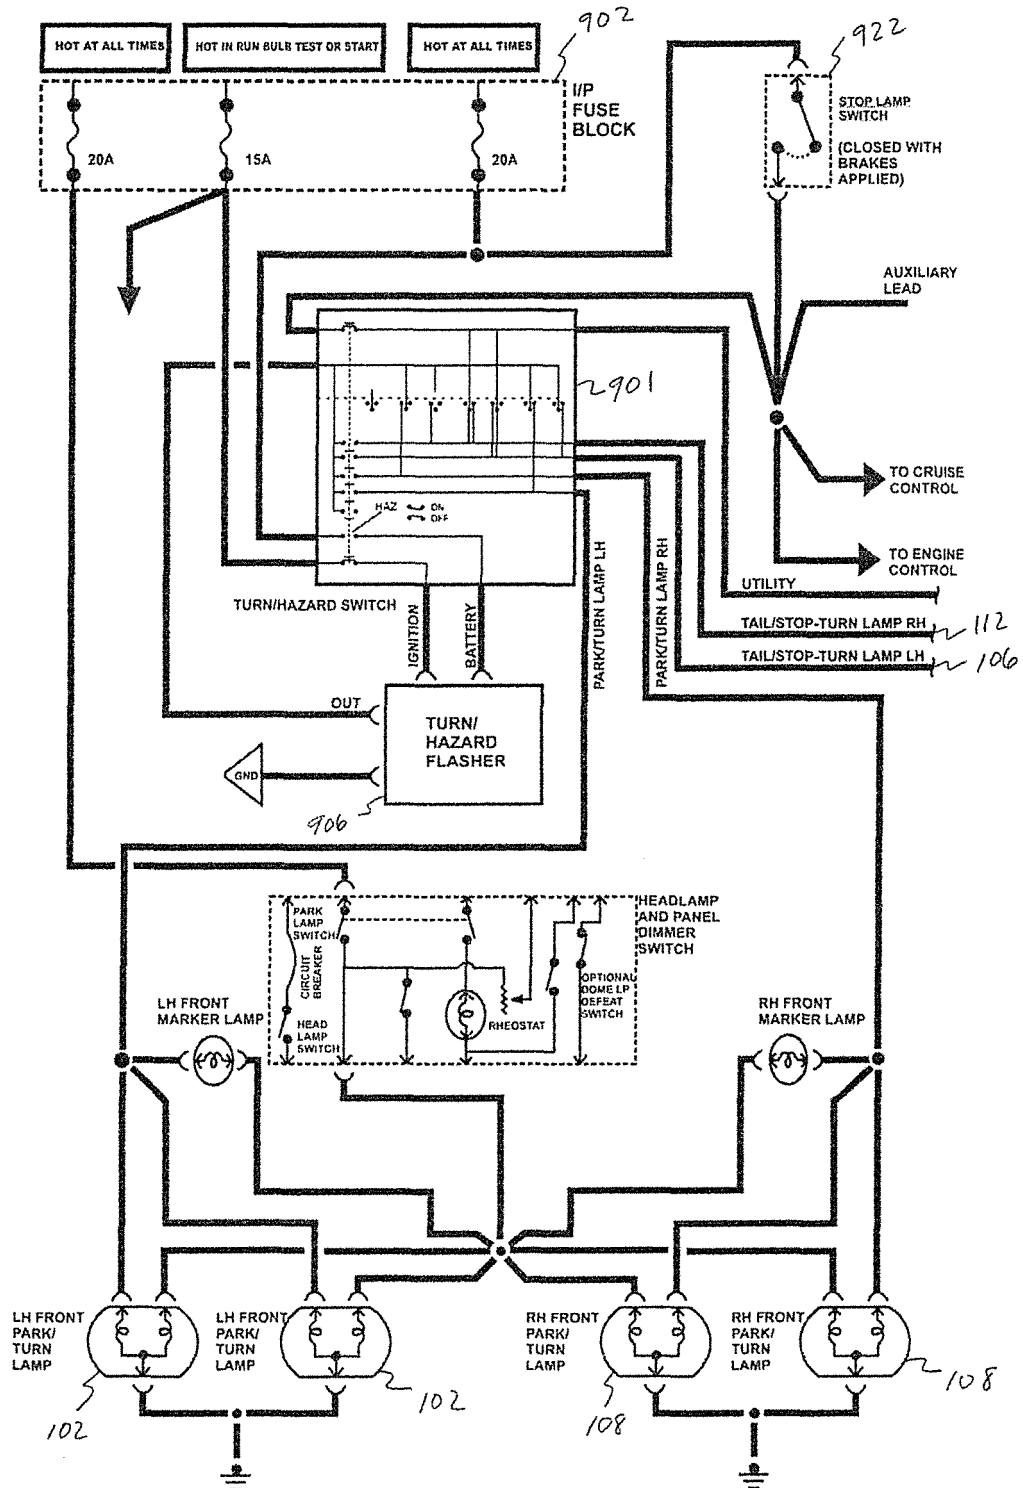 902
922
HOT AT ALL TIMES
HOT IN RUN BULB TEST OR START
HOT AT ALL TIMES
I/P
FUSE
BLOCK
20A
15A
20A
STOP LAMP
SWITCH
(CLOSED WITH
BRAKES
APPLIED)
AUXILIARY
LEAD
901
TO CRUISE
CONTROL
HAZ
ON
OFF
TO ENGINE
CONTROL
TURN/HAZARD SWITCH
IGNITION
BATTERY
PARK/TURN LAMP LH
PARK/TURN LAMP RH
UTILITY
TAIL/STOP-TURN LAMP RH
112
TAIL/STOP-TURN LAMP LH
106
OUT
TURN/
HAZARD
FLASHER
GND
906
HEADLAMP
AND PANEL
DIMMER
SWITCH
PARK
LAMP
SWITCH
CIRCUIT
BREAKER
HEAD
LAMP
SWITCH
RHEOSTAT
OPTIONAL
DOME LP
DEFEAT
SWITCH
LH FRONT
MARKER LAMP
RH FRONT
MARKER LAMP
LH FRONT
PARK/
TURN
LAMP
LH FRONT
PARK/
TURN
LAMP
RH FRONT
PARK/
TURN
LAMP
RH FRONT
PARK/
TURN
LAMP
102
102
108
108